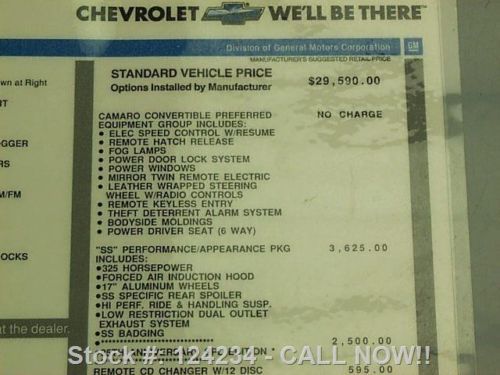 CHEVROLET WE'LL BE THERE™
Division of General Motors Corporation GM
MANUFACTURER'S SUGGESTED RETAIL PRICE
STANDARD VEHICLE PRICE $29,590.00
Options Installed by Manufacturer
CAMARO CONVERTIBLE PREFERRED NO CHARGE
EQUIPMENT GROUP INCLUDES:
• ELEC SPEED CONTROL W/RESUME
• REMOTE HATCH RELEASE
• FOG LAMPS
• POWER DOOR LOCK SYSTEM
• POWER WINDOWS
• MIRROR TWIN REMOTE ELECTRIC
• LEATHER WRAPPED STEERING
WHEEL W/RADIO CONTROLS
• REMOTE KEYLESS ENTRY
• THEFT DETERRENT ALARM SYSTEM
• BODYSIDE MOLDINGS
• POWER DRIVER SEAT (6 WAY)
"SS" PERFORMANCE/APPEARANCE PKG 3,625.00
INCLUDES:
•325 HORSEPOWER
•FORCED AIR INDUCTION HOOD
•17" ALUMINUM WHEELS
•SS SPECIFIC REAR SPOILER
•HI PERF. RIDE & HANDLING SUSP.
•LOW RESTRICTION DUAL OUTLET
EXHAUST SYSTEM
•SS BADGING
2,500.00
REMOTE CD CHANGER W/12 DISC 595.00
wn at Right
RT
OGGER
RS
M/FM
OCKS
at the dealer.
Stock #: 124234 - CALL NOW!!